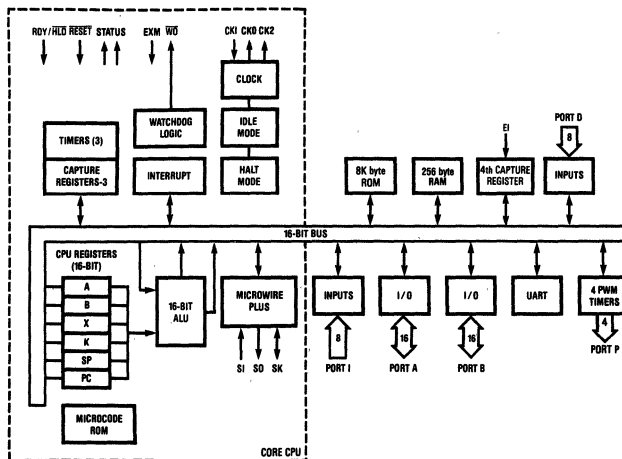 RDY/HLD RESET STATUS EXM WO CKI CKO CK2
CLOCK
WATCHDOG
LOGIC
IDLE
MODE
TIMERS (3)
CAPTURE
REGISTERS-3
INTERRUPT
HALT
MODE
PORT D
8
EI
8K byte
ROM
256 byte
RAM
4th CAPTURE
REGISTER
INPUTS
16-BIT BUS
CPU REGISTERS
(16-BIT)
A
B
X
K
SP
PC
16-BIT
ALU
MICROWIRE
PLUS
INPUTS
I/O
I/O
UART
4 PWM
TIMERS
8
16
16
4
SI SO SK
PORT I
PORT A
PORT B
PORT P
MICROCODE
ROM
CORE CPU